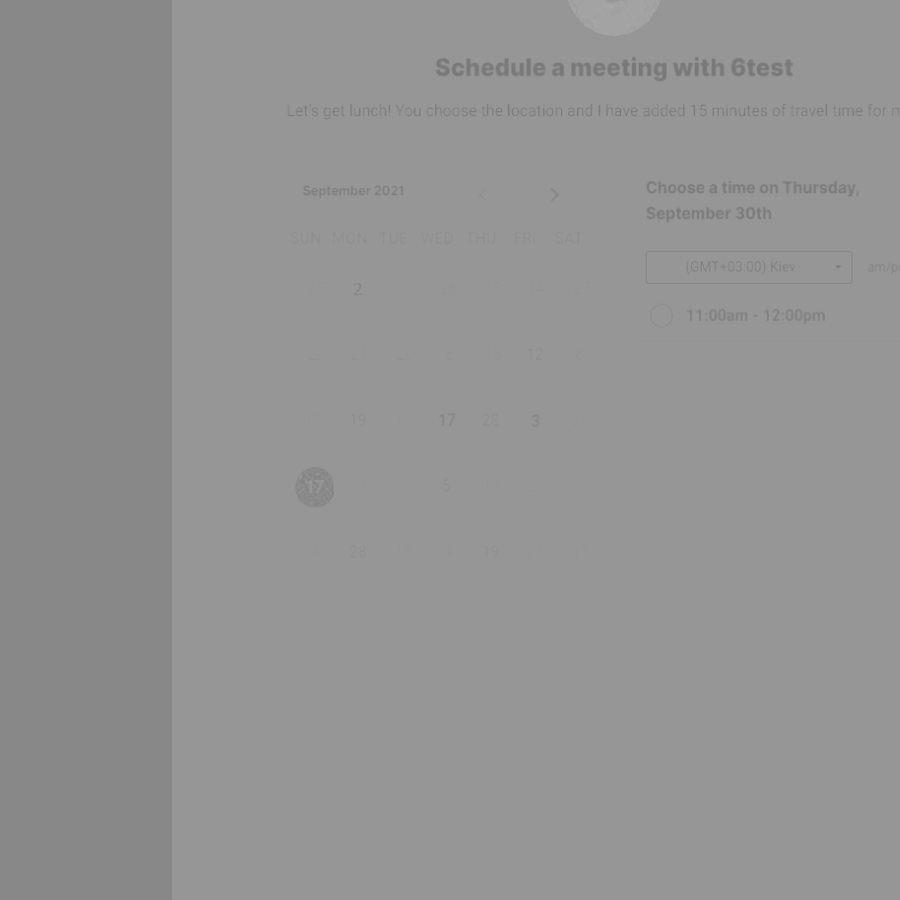 Schedule a meeting with 6test
Let's get lunch! You choose the location and I have added 15 minutes of travel time for
September 2021
Choose a time on Thursday,
September 30th
SUN MON TUE WED THU FRI SAT
(GMT+03:00) Kiev
2
11:00am - 12:00pm
12
19 17 28 3
17 5
28 19